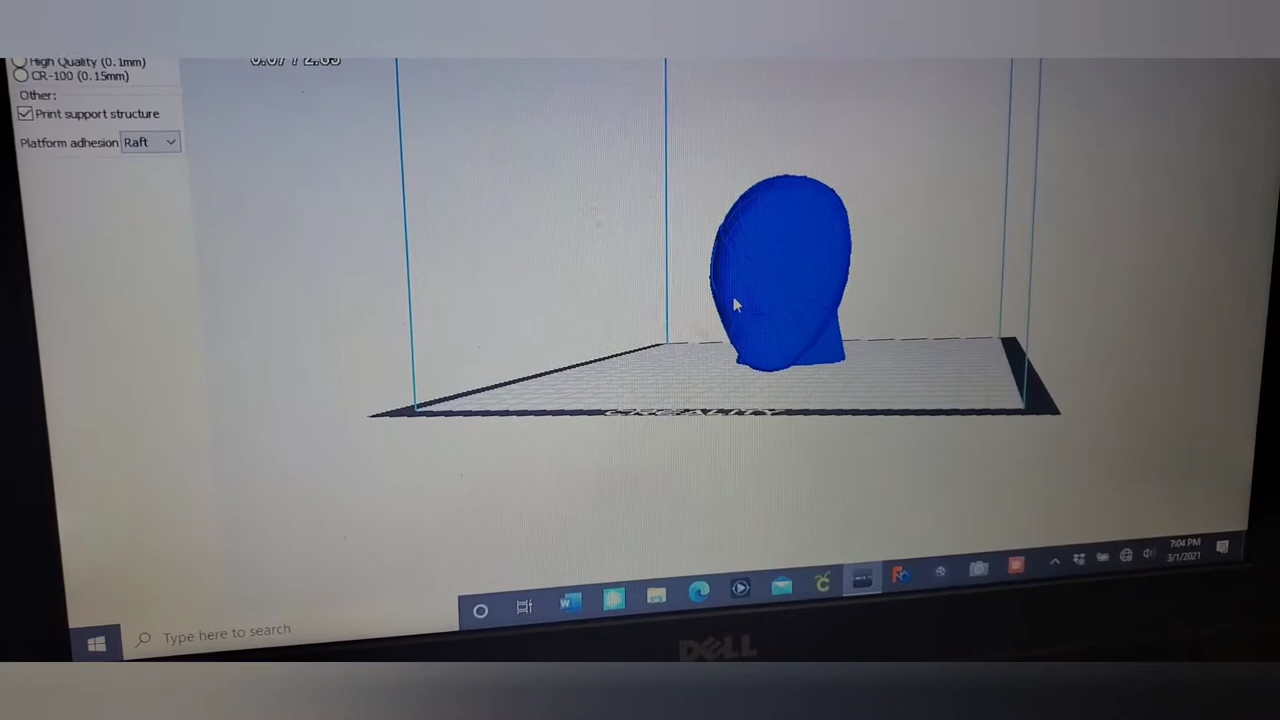 High Quality (0.1mm)
CR-100 (0.15mm)
Other:
Print support structure
Platform adhesion Raft
CREALITY
7:04 PM
3/1/2021
Type here to search
DELL